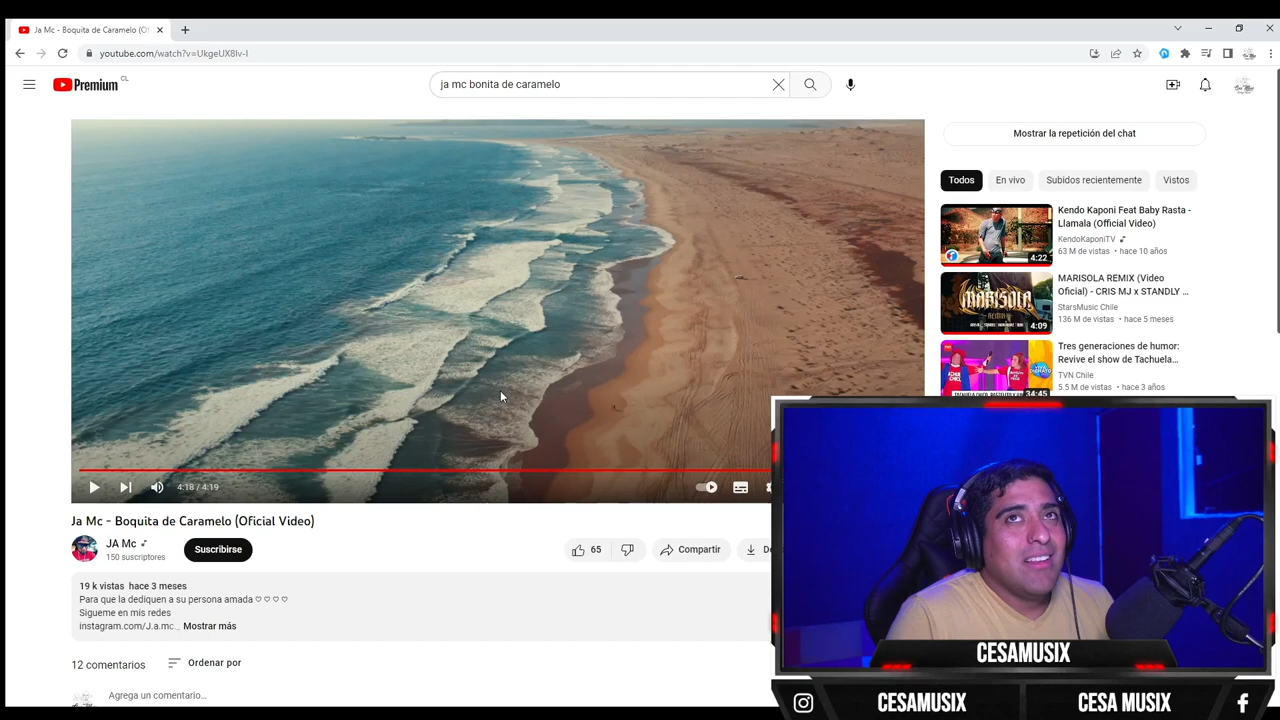 Ja Mc - Boquita de Caramelo (O
youtube.com/watch?v=UkgeUX8lv-I
Premium CL
ja mc bonita de caramelo
Mostrar la repetición del chat
Todos
En vivo
Subidos recientemente
Vistos
Kendo Kaponi Feat Baby Rasta -
Llamala (Official Video)
KendoKaponiTV
63 M de vistas • hace 10 años
4:22
MARISOLA REMIX (Video
Oficial) - CRIS MJ x STANDLY ...
StarsMusic Chile
136 M de vistas • hace 5 meses
MARISOLA
REMIX
4:09
Tres generaciones de humor:
Revive el show de Tachuela...
TVN Chile
5.5 M de vistas • hace 3 años
34:45
4:18 / 4:19
Ja Mc - Boquita de Caramelo (Oficial Video)
JA Mc
150 suscriptores
Suscribirse
65
Compartir
De
19 k vistas hace 3 meses
Para que la dediquen a su persona amada ♡ ♡ ♡ ♡
Sigueme en mis redes
instagram.com/J.a.mc... Mostrar más
12 comentarios
Ordenar por
Agrega un comentario...
CESAMUSIX
CESAMUSIX
CESA MUSIX